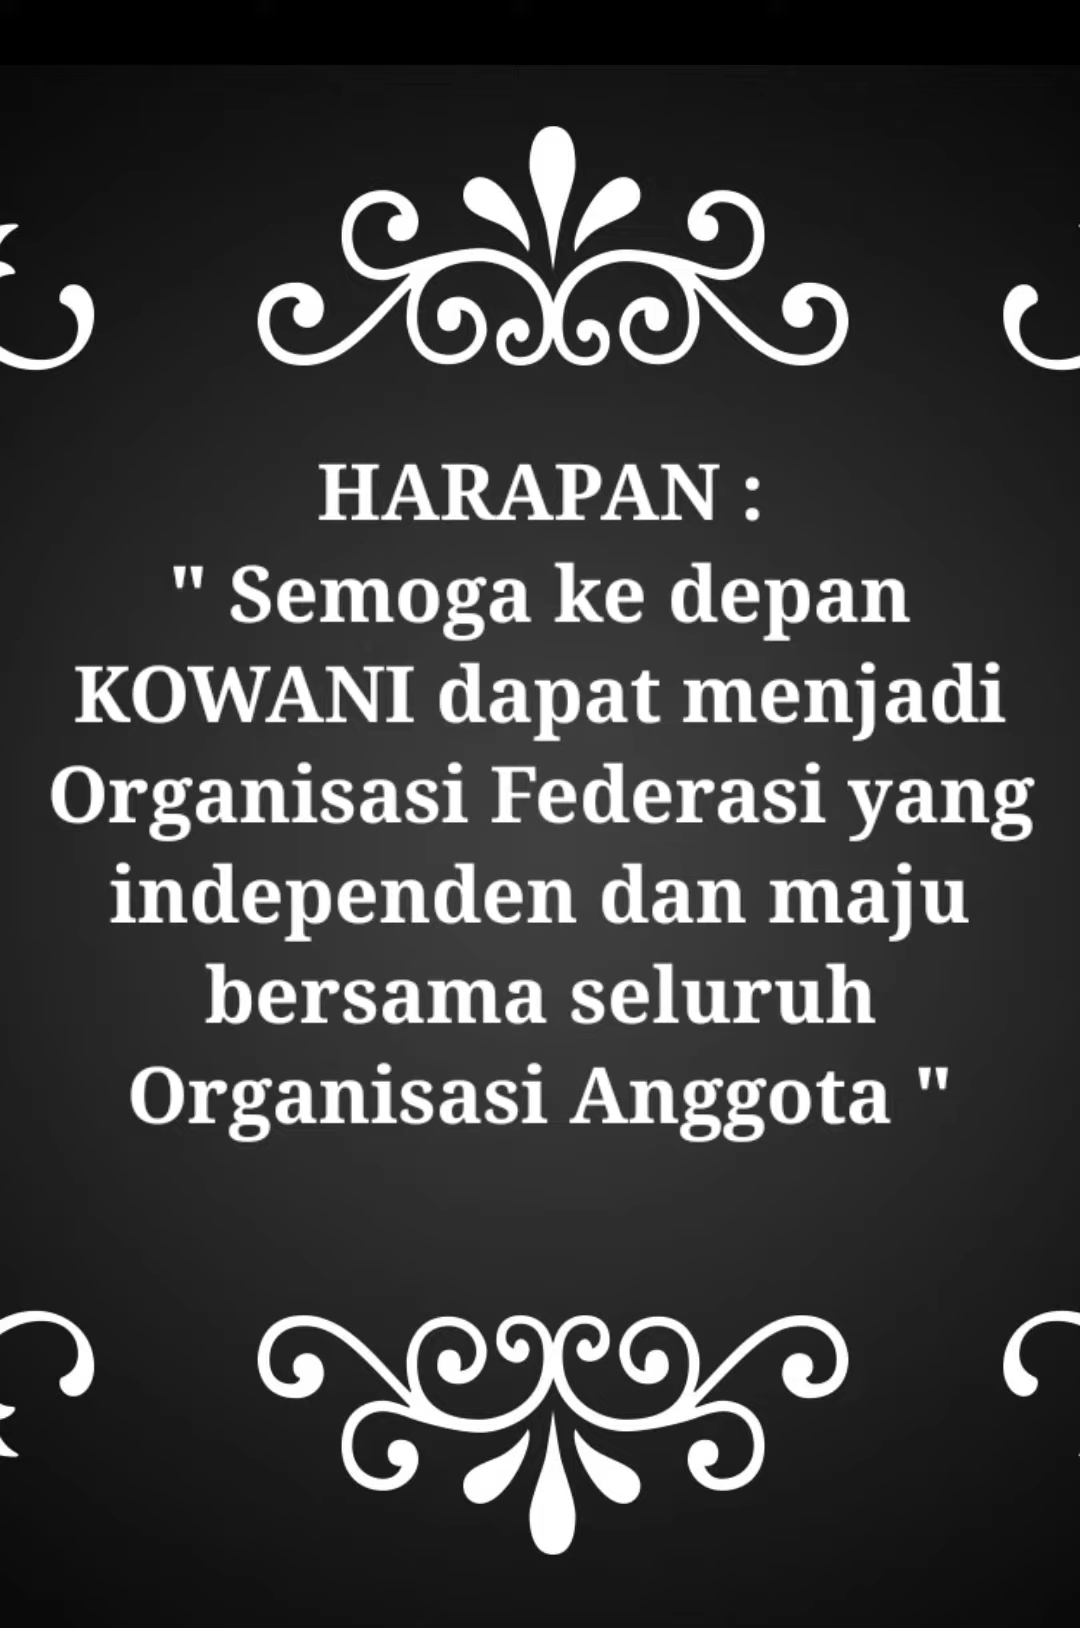 HARAPAN :
" Semoga ke depan
KOWANI dapat menjadi
Organisasi Federasi yang
independen dan maju
bersama seluruh
Organisasi Anggota "